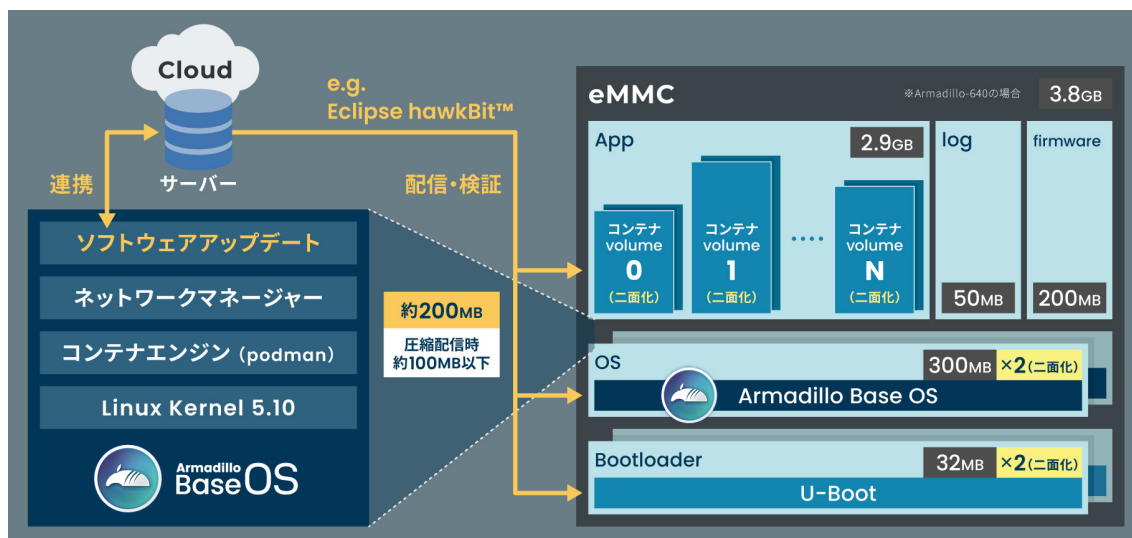 Cloud
サーバー
e.g.
Eclipse hawkBit™
連携
配信・検証
ソフトウェアアップデート
ネットワークマネージャー
コンテナエンジン (podman)
Linux Kernel 5.10
Armadillo
Base OS
約200MB
圧縮配信時
約100MB以下
eMMC
※Armadillo-640の場合
3.8GB
App
2.9GB
コンテナ
volume
0
(二面化)
コンテナ
volume
1
(二面化)
‥‥
コンテナ
volume
N
(二面化)
log
50MB
firmware
200MB
OS
300MB ×2(二面化)
Armadillo Base OS
Bootloader
32MB ×2(二面化)
U-Boot